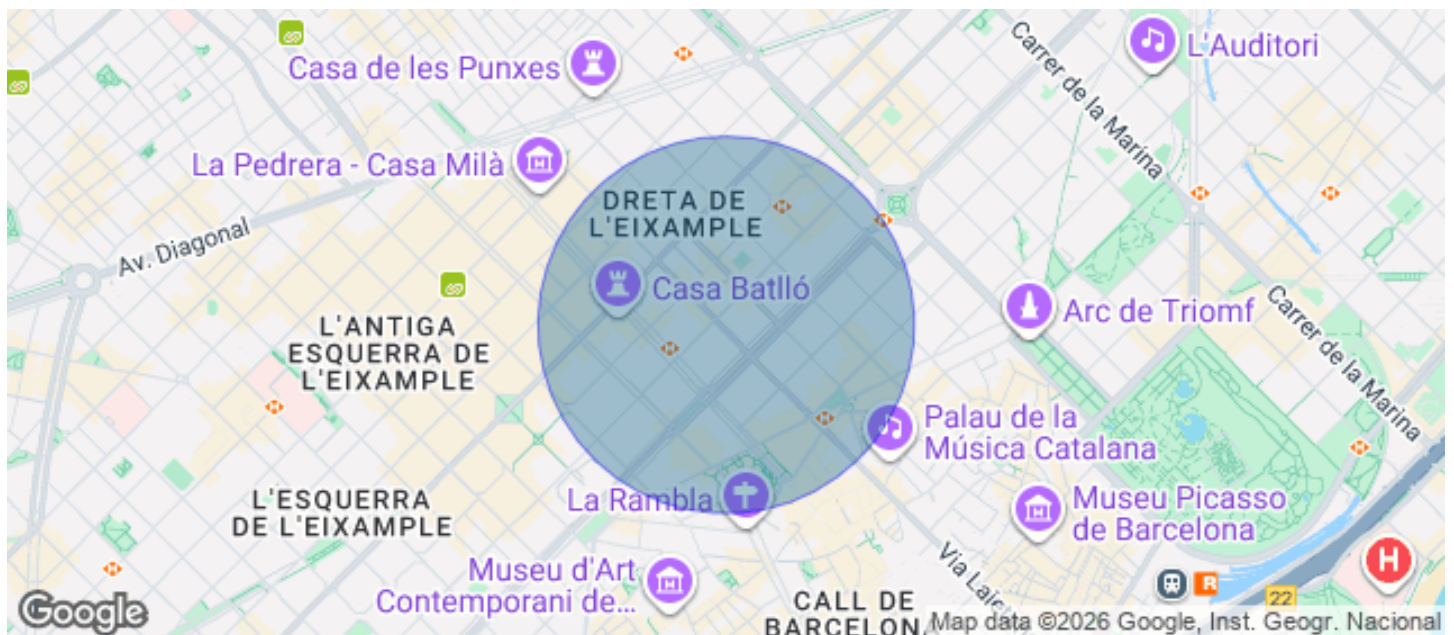 Casa de les Punxes
L'Auditori
Carrer de la Marina
La Pedrera - Casa Milà
DRETA DE
L'EIXAMPLE
Av. Diagonal
Casa Batlló
Arc de Triomf
Carrer de la Marina
L'ANTIGA
ESQUERRA DE
L'EIXAMPLE
Palau de la
Música Catalana
La Rambla
L'ESQUERRA
DE L'EIXAMPLE
Museu Picasso
de Barcelona
Museu d'Art
Contemporani de...
Via
H
R
22
CALL DE
Google
Map data ©2026 Google, Inst. Geogr. Nacional